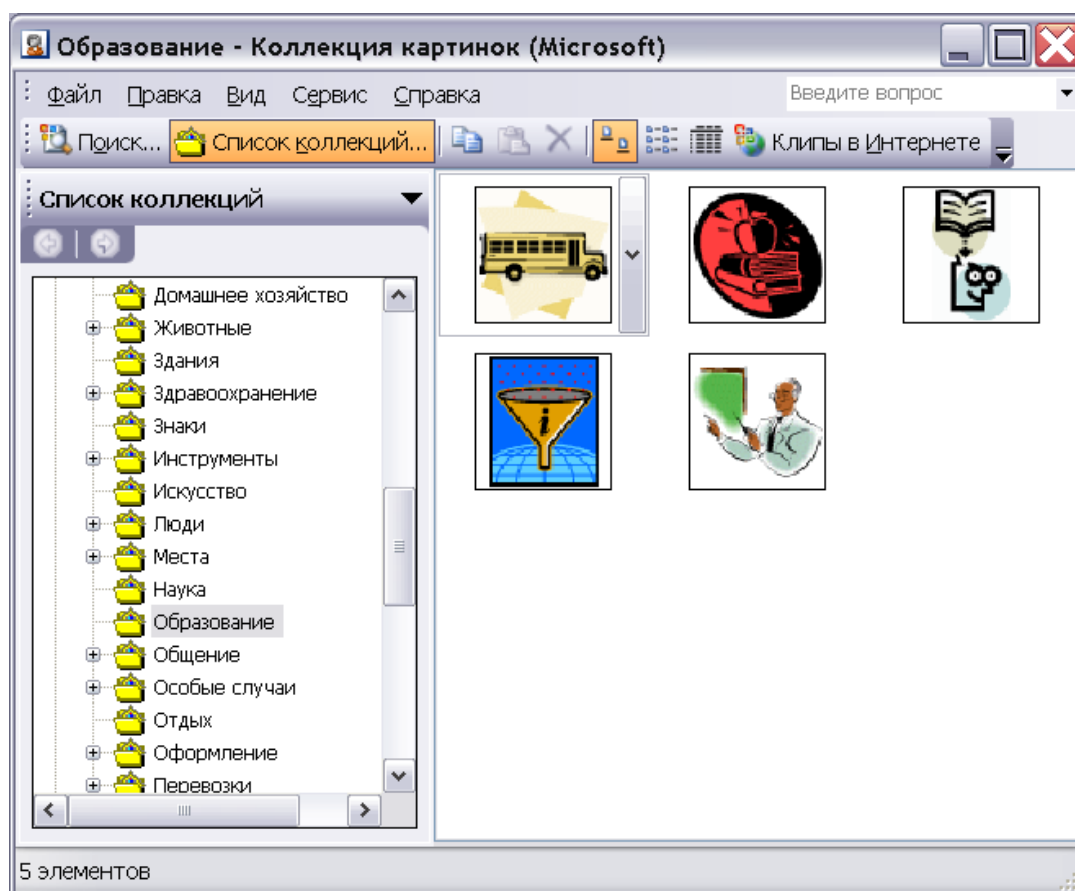 Образование - Коллекция картинок (Microsoft)
Файл Правка Вид Сервис Справка Введите вопрос
Поиск... Список коллекций... Клипы в Интернете
Список коллекций
Домашнее хозяйство
Животные
Здания
Здравоохранение
Знаки
Инструменты
Искусство
Люди
Места
Наука
Образование
Общение
Особые случаи
Отдых
Оформление
Перевозки
i
5 элементов